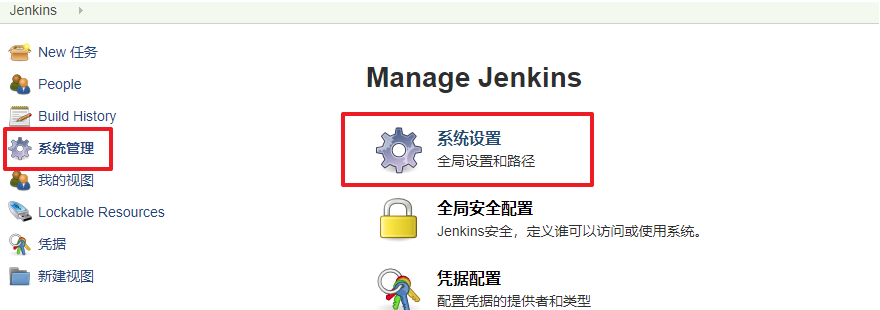 Jenkins
New 任务
People
Build History
系统管理
我的视图
Lockable Resources
凭据
新建视图
Manage Jenkins
系统设置
全局设置和路径
全局安全配置
Jenkins安全，定义谁可以访问或使用系统。
凭据配置
配置凭据的提供者和类型